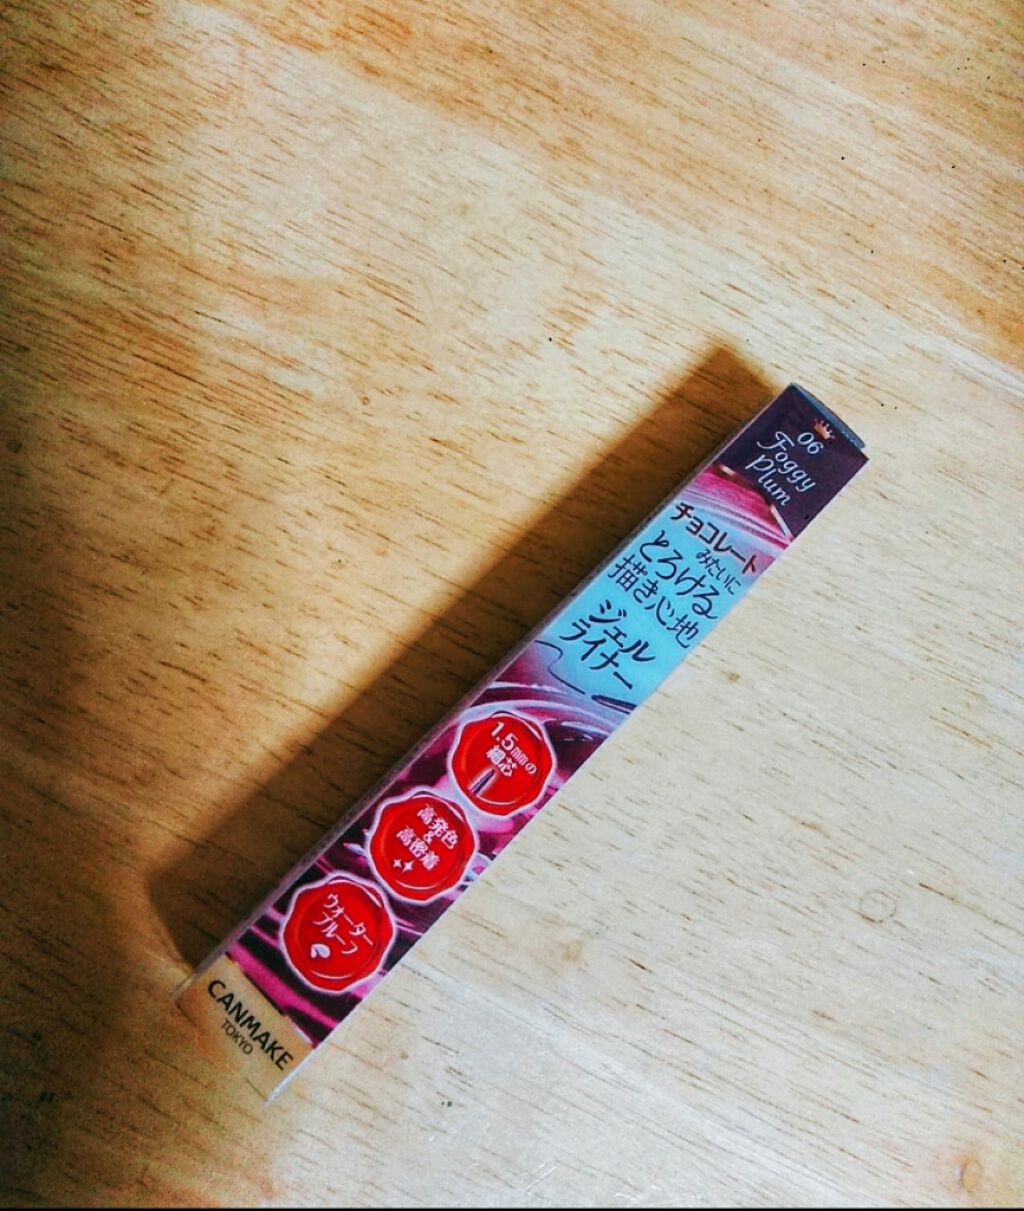 06
Foggy
Plum
チョコレート
みたいに
とろける
描き心地
ジェル
ライナー
1.5mmの
細芯
高発色
&
高密着
ウォーター
プルーフ
CANMAKE
TOKYO